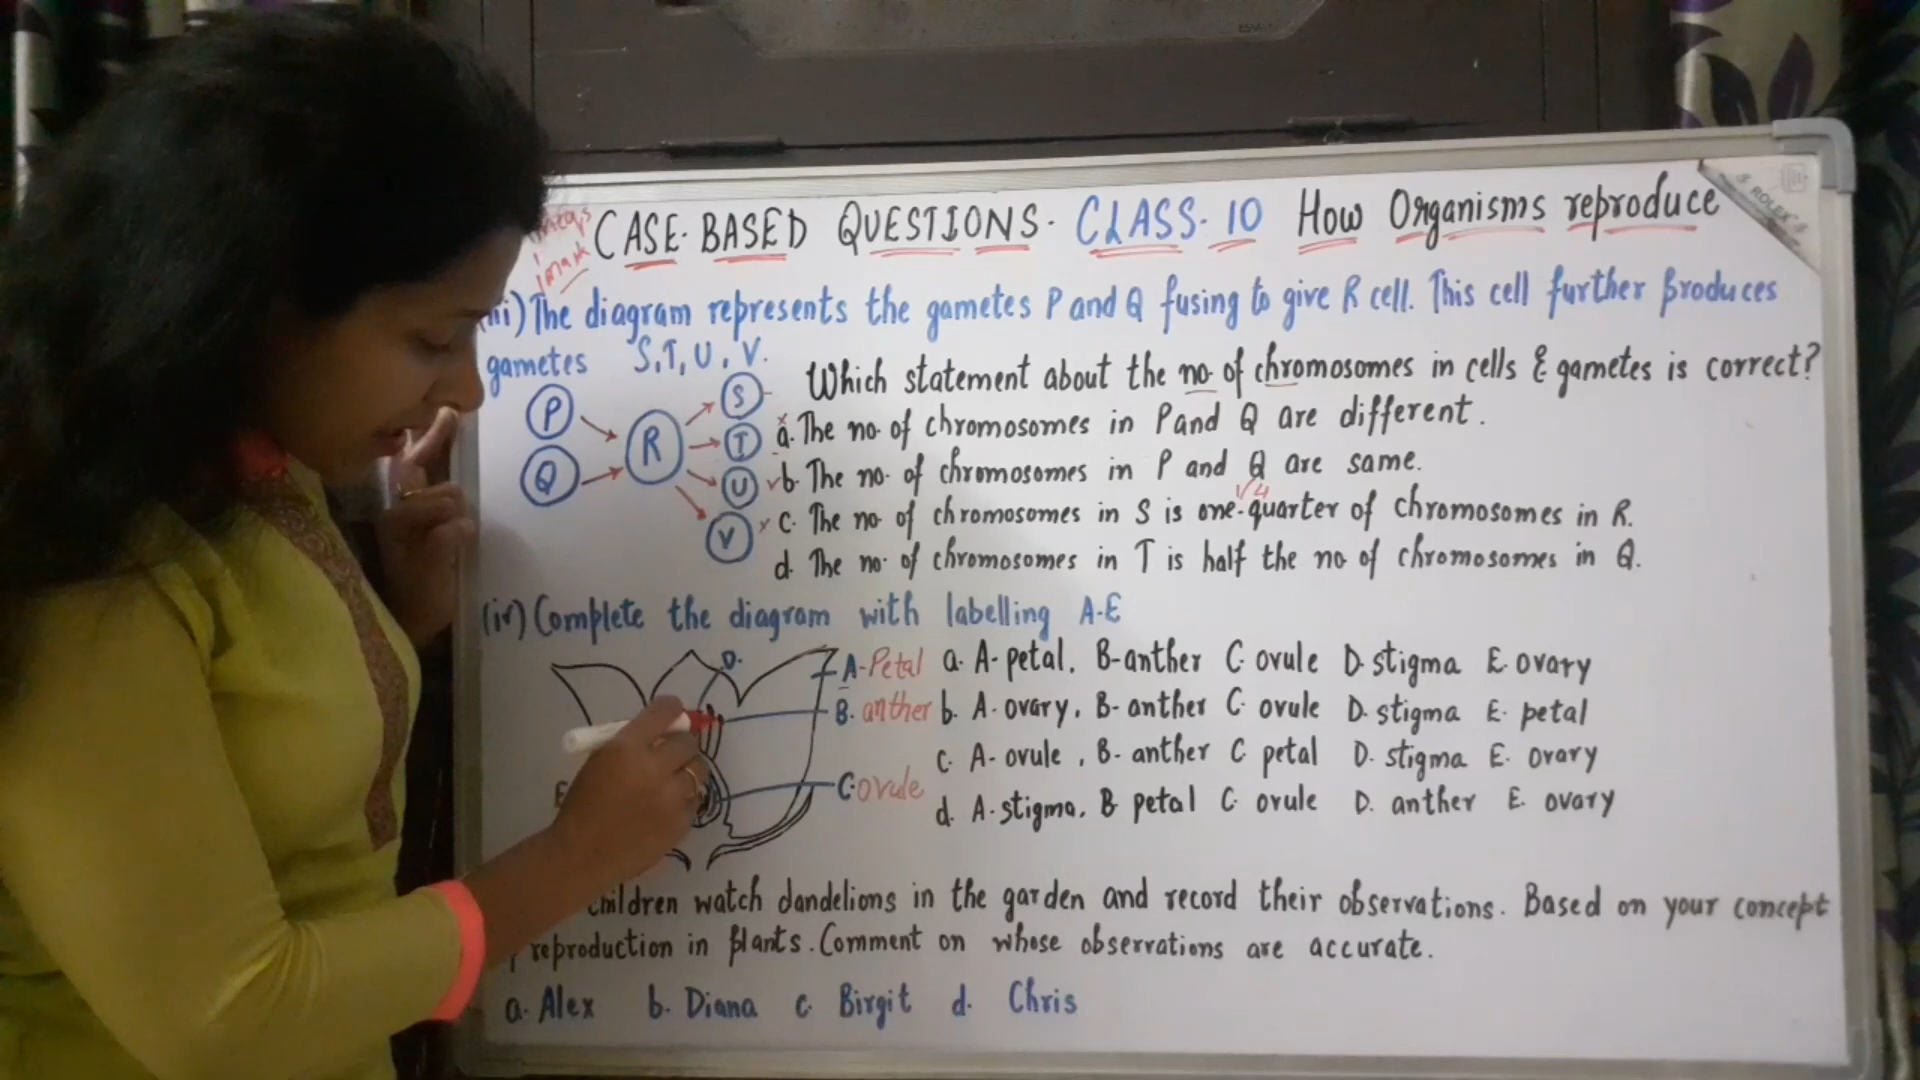 mcqs
1 mark
CASE-BASED QUESTIONS- CLASS-10 How Organisms reproduce
S ROLEX'S
(iii) The diagram represents the gametes P and Q fusing to give R cell. This cell further produces
gametes S,T,U,V.
Which statement about the no. of chromosomes in cells & gametes is correct?
P
Q
R
S
T
U
V
x a. The no. of chromosomes in P and Q are different.
✓ b. The no. of chromosomes in P and Q are same.
1/4
x c. The no. of chromosomes in S is one-quarter of chromosomes in R.
d. The no. of chromosomes in T is half the no of chromosomes in Q.
(iv) Complete the diagram with labelling A-E
D.
A-Petal
B. anther
C. ovule
E
a. A-petal, B-anther C. ovule D. stigma E. ovary
b. A. ovary, B-anther C. ovule D. stigma E. petal
c. A- ovule, B- anther C petal D. stigma E. ovary
d. A. stigma, B petal C. ovule D. anther E. ovary
children watch dandelions in the garden and record their observations. Based on your concept
reproduction in plants. Comment on whose observations are accurate.
a. Alex b. Diana c. Birgit d. Chris